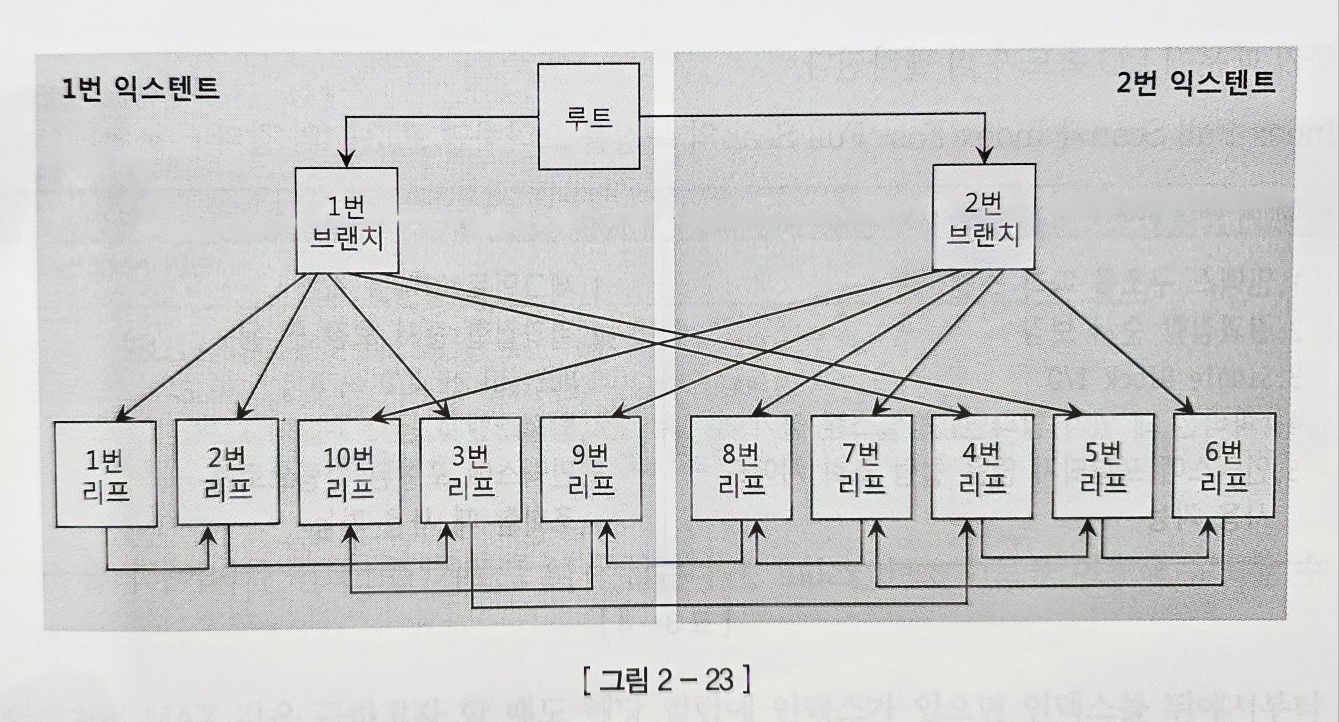 1번 익스텐트
2번 익스텐트
루트
1번
브랜치
2번
브랜치
1번
리프
2번
리프
10번
리프
3번
리프
9번
리프
8번
리프
7번
리프
4번
리프
5번
리프
6번
리프
[ 그림 2 – 23 ]